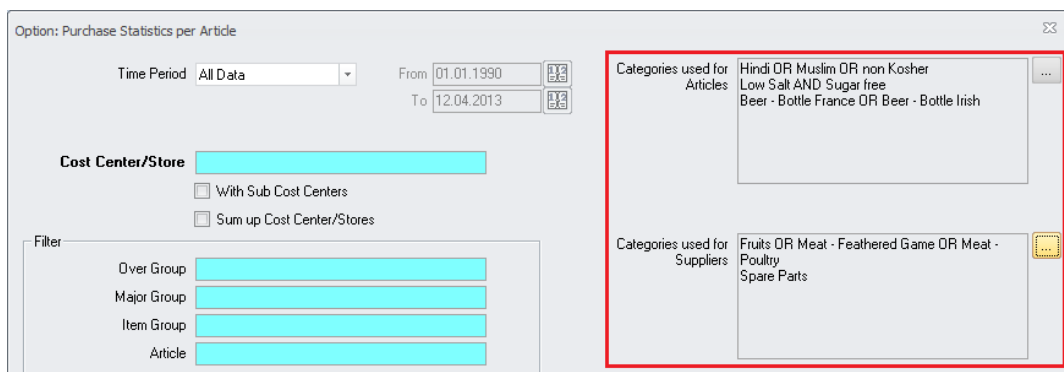 Option: Purchase Statistics per Article
Time Period All Data From 01.01.1990
To 12.04.2013
Cost Center/Store
With Sub Cost Centers
Sum up Cost Center/Stores
Filter
Over Group
Major Group
Item Group
Article
Categories used for
Articles
Hindi OR Muslim OR non Kosher
Low Salt AND Sugar free
Beer - Bottle France OR Beer - Bottle Irish
...
Categories used for
Suppliers
Fruits OR Meat - Feathered Game OR Meat -
Poultry
Spare Parts
...